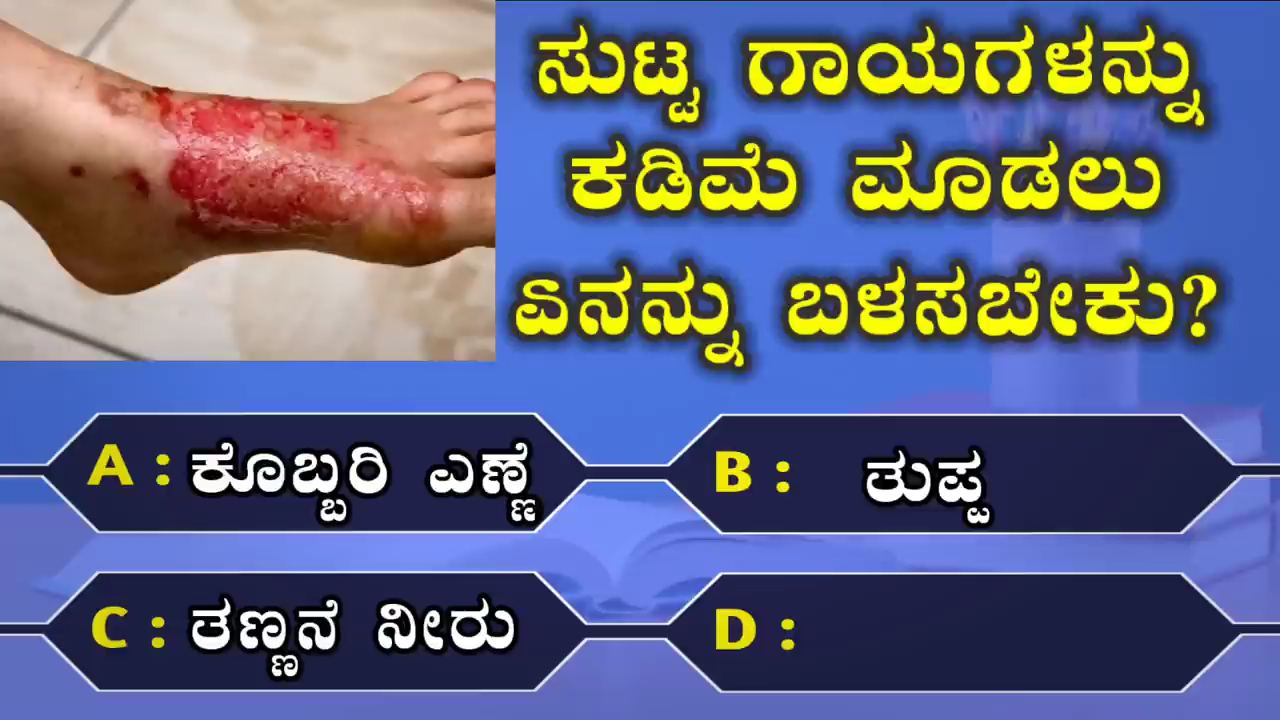 ಸುಟ್ಟ ಗಾಯಗಳನ್ನು
ಕಡಿಮೆ ಮಾಡಲು
ಏನನ್ನು ಬಳಸಬೇಕು?
A : ಕೊಬ್ಬರಿ ಎಣ್ಣೆ
B : ತುಪ್ಪ
C : ತಣ್ಣನೆ ನೀರು
D :